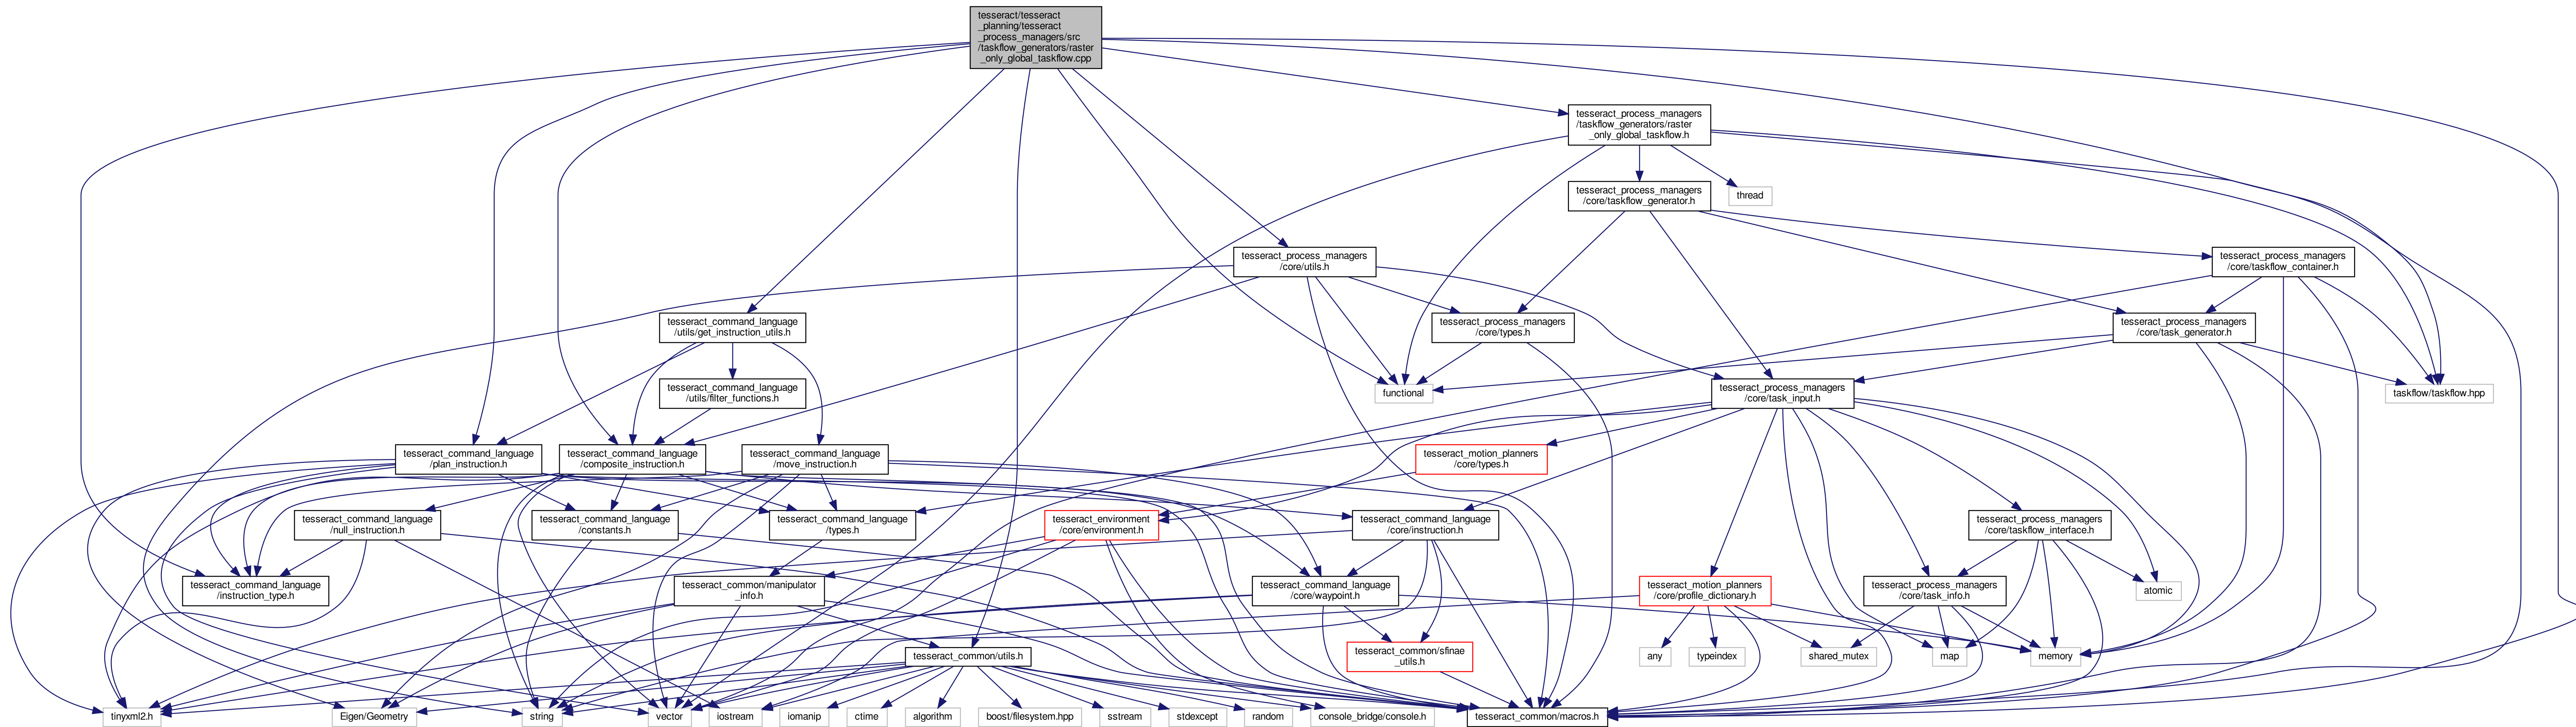 tesseract/tesseract
_planning/tesseract
_process_managers/src
/taskflow_generators/raster
_only_global_taskflow.cpp
tesseract_process_managers
/taskflow_generators/raster
_only_global_taskflow.h
tesseract_process_managers
/core/taskflow_generator.h
thread
tesseract_process_managers
/core/utils.h
tesseract_process_managers
/core/taskflow_container.h
tesseract_command_language
/utils/get_instruction_utils.h
tesseract_process_managers
/core/types.h
tesseract_process_managers
/core/task_generator.h
tesseract_command_language
/utils/filter_functions.h
functional
tesseract_process_managers
/core/task_input.h
taskflow/taskflow.hpp
tesseract_command_language
/plan_instruction.h
tesseract_command_language
/composite_instruction.h
tesseract_command_language
/move_instruction.h
tesseract_motion_planners
/core/types.h
tesseract_command_language
/null_instruction.h
tesseract_command_language
/constants.h
tesseract_command_language
/types.h
tesseract_environment
/core/environment.h
tesseract_command_language
/core/instruction.h
tesseract_process_managers
/core/taskflow_interface.h
tesseract_command_language
/instruction_type.h
tesseract_common/manipulator
_info.h
tesseract_command_language
/core/waypoint.h
tesseract_motion_planners
/core/profile_dictionary.h
tesseract_process_managers
/core/task_info.h
atomic
tesseract_common/utils.h
tesseract_common/sfinae
_utils.h
any
typeindex
shared_mutex
map
memory
tinyxml2.h
Eigen/Geometry
string
vector
iostream
iomanip
ctime
algorithm
boost/filesystem.hpp
sstream
stdexcept
random
console_bridge/console.h
tesseract_common/macros.h